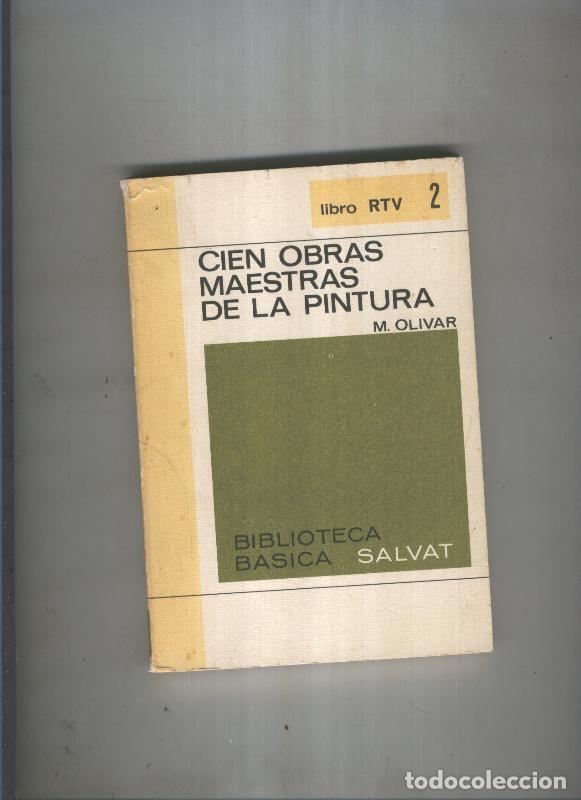 libro RTV 2
CIEN OBRAS
MAESTRAS
DE LA PINTURA
M. OLIVAR
BIBLIOTECA
BASICA SALVAT
todocoleccion